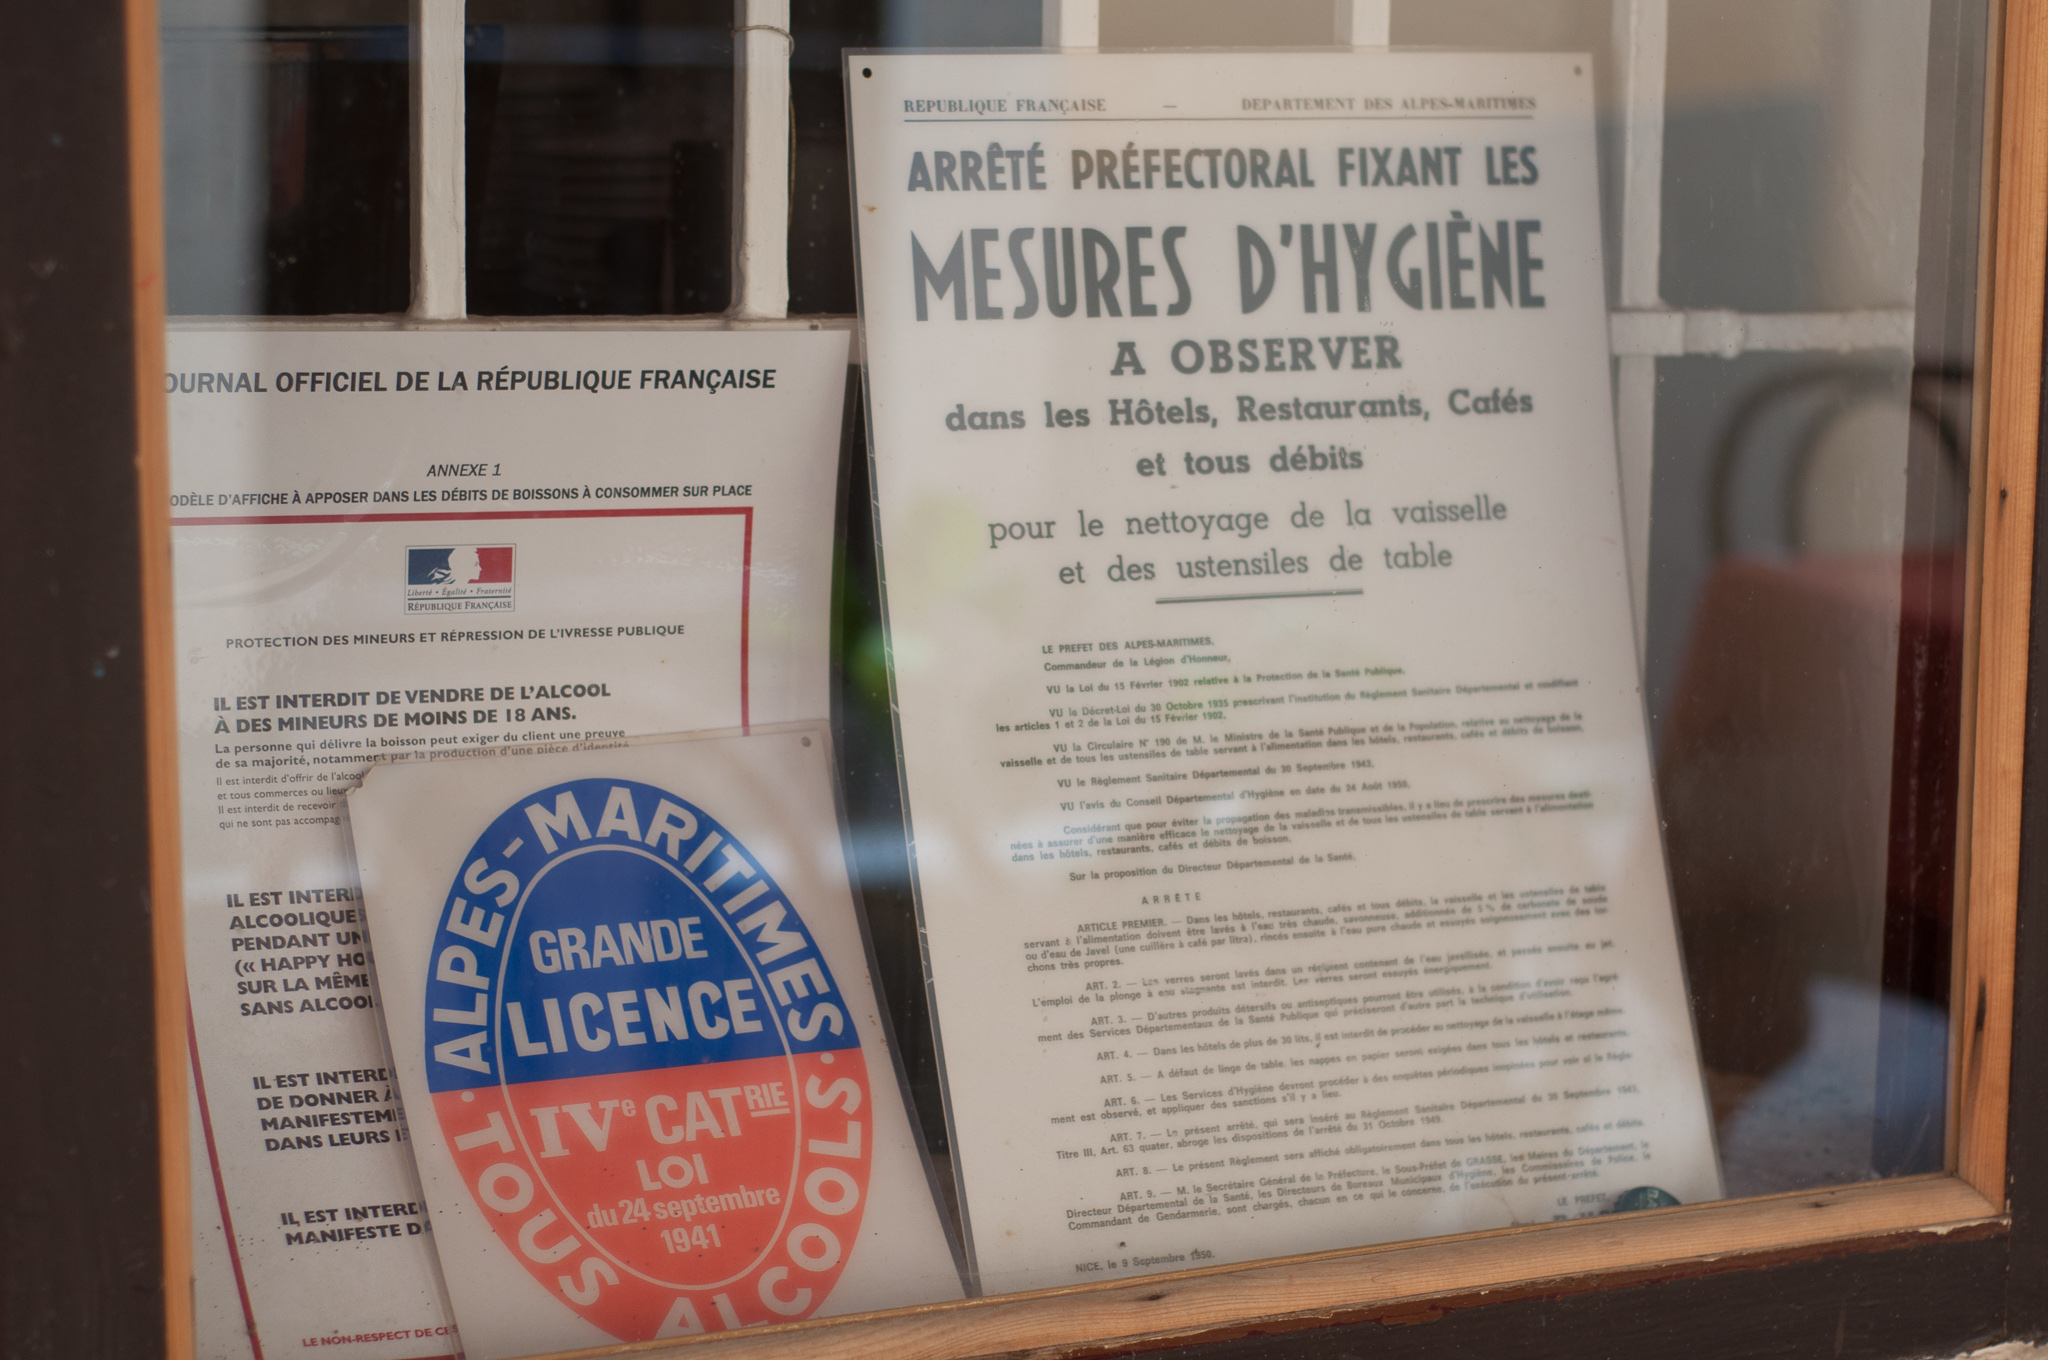 OURNAL OFFICIEL DE LA RÉPUBLIQUE FRANÇAISE
ANNEXE 1
ODÈLE D'AFFICHE À APPOSER DANS LES DÉBITS DE BOISSONS À CONSOMMER SUR PLACE
Liberté • Égalité • Fraternité
RÉPUBLIQUE FRANÇAISE
PROTECTION DES MINEURS ET RÉPRESSION DE L'IVRESSE PUBLIQUE
IL EST INTERDIT DE VENDRE DE L'ALCOOL
À DES MINEURS DE MOINS DE 18 ANS.
La personne qui délivre la boisson peut exiger du client une preuve
de sa majorité, notamment par la production d'une pièce d'identité
Il est interdit d'offrir de l'alcool
et tous commerces ou lieux
Il est interdit de recevoir
qui ne sont pas accompag
IL EST INTERD
ALCOOLIQUE
PENDANT UN
(« HAPPY HO
SUR LA MÊME
SANS ALCOOL
IL EST INTERD
DE DONNER À
MANIFESTEM
DANS LEURS
IL EST INTERD
MANIFESTE DA
LE NON-RESPECT DE CES
ALPES-MARITIMES
GRANDE
LICENCE
IVe CATRIE
LOI
du 24 septembre
1941
TOUS ALCOOLS
REPUBLIQUE FRANÇAISE — DEPARTEMENT DES ALPES-MARITIMES
ARRÊTÉ PRÉFECTORAL FIXANT LES
MESURES D'HYGIÈNE
A OBSERVER
dans les Hôtels, Restaurants, Cafés
et tous débits
pour le nettoyage de la vaisselle
et des ustensiles de table
LE PREFET DES ALPES-MARITIMES,
Commandeur de la Légion d'Honneur,
VU la Loi du 15 Février 1902 relative à la Protection de la Santé Publique,
VU le Décret-Loi du 30 Octobre 1935 prescrivant l'institution du Règlement Sanitaire Départemental et modifiant
les articles 1 et 2 de la Loi du 15 Février 1902,
VU la Circulaire N° 190 de M. le Ministre de la Santé Publique et de la Population, relative au nettoyage de la
vaisselle et de tous les ustensiles de table servant à l'alimentation dans les hôtels, restaurants, cafés et débits de boisson,
VU le Règlement Sanitaire Départemental du 30 Septembre 1943,
VU l'avis du Conseil Départemental d'Hygiène en date du 24 Août 1950,
Considérant que pour éviter la propagation des maladies transmissibles, il y a lieu de prescrire des mesures desti-
nées à assurer d'une manière efficace le nettoyage de la vaisselle et de tous les ustensiles de table servant à l'alimentation
dans les hôtels, restaurants, cafés et débits de boisson,
Sur la proposition du Directeur Départemental de la Santé,
ARRÊTE
ARTICLE PREMIER. — Dans les hôtels, restaurants, cafés et tous débits, la vaisselle et les ustensiles de table
servant à l'alimentation doivent être lavés à l'eau très chaude, savonneuse, additionnée de 5 % de carbonate de soude
ou d'eau de Javel (une cuillère à café par litre), rincés ensuite à l'eau pure chaude et essuyés soigneusement avec des tor-
chons très propres.
ART. 2. — Les verres seront lavés dans un récipient contenant de l'eau javellisée, et passés ensuite au jet.
L'emploi de la plonge à eau stagnante est interdit. Les verres seront essuyés énergiquement.
ART. 3. — D'autres produits détersifs ou antiseptiques pourront être utilisés, à la condition d'avoir reçu l'agré-
ment des Services Départementaux de la Santé Publique qui préciseront d'autre part la technique d'utilisation.
ART. 4. — Dans les hôtels de plus de 30 lits, il est interdit de procéder au nettoyage de la vaisselle à l'étage même.
ART. 5. — A défaut de linge de table, les nappes en papier seront exigées dans tous les hôtels et restaurants.
ART. 6. — Les Services d'Hygiène devront procéder à des enquêtes périodiques inopinées pour voir si le Règle-
ment est observé, et appliquer des sanctions s'il y a lieu.
ART. 7. — Le présent arrêté, qui sera inséré au Règlement Sanitaire Départemental du 30 Septembre 1943,
Titre III, Art. 63 quater, abroge les dispositions de l'arrêté du 31 Octobre 1949.
ART. 8. — Le présent Règlement sera affiché obligatoirement dans tous les hôtels, restaurants, cafés et débits.
ART. 9. — M. le Secrétaire Général de la Préfecture, le Sous-Préfet de GRASSE, les Maires du Département, le
Directeur Départemental de la Santé, les Directeurs de Bureaux Municipaux d'Hygiène, les Commissaires de Police, le
Commandant de Gendarmerie, sont chargés, chacun en ce qui le concerne, de l'exécution du présent-arrêté.
LE PREFET
NICE, le 9 Septembre 1950.